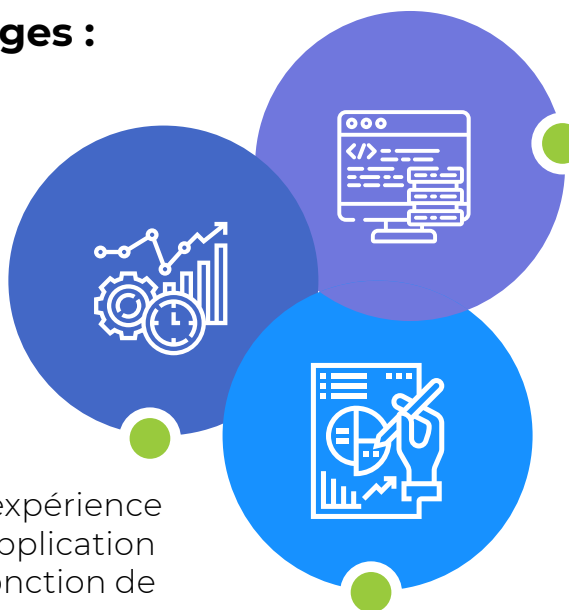 ges :
expérience
pplication
onction de